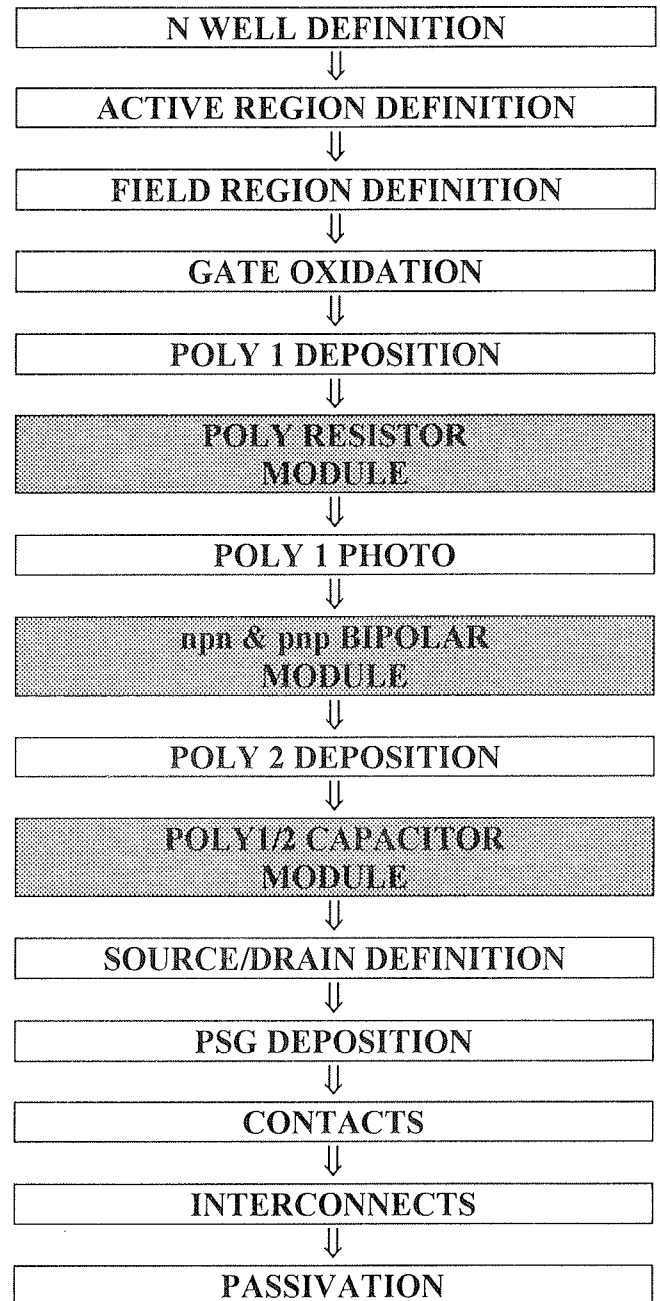 N WELL DEFINITION
⇓
ACTIVE REGION DEFINITION
⇓
FIELD REGION DEFINITION
⇓
GATE OXIDATION
⇓
POLY 1 DEPOSITION
⇓
POLY RESISTOR
MODULE
⇓
POLY 1 PHOTO
⇓
npn & pnp BIPOLAR
MODULE
⇓
POLY 2 DEPOSITION
⇓
POLY1/2 CAPACITOR
MODULE
⇓
SOURCE/DRAIN DEFINITION
⇓
PSG DEPOSITION
⇓
CONTACTS
⇓
INTERCONNECTS
⇓
PASSIVATION